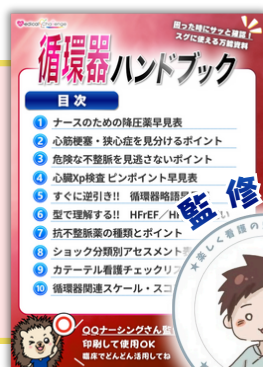 困った時にサッと確認！
スグに使える万能資料
循環器ハンドブック
目 次
1 ナースのための降圧薬早見表
2 心筋梗塞・狭心症を見分けるポイント
3 危険な不整脈を見逃さないポイント
4 心臓Xp検査 ピンポイント早見表
5 すぐに逆引き!! 循環器略語早
6 型で理解する!! HFrEF／H い
7 抗不整脈薬の種類とポイント
8 ショック分類別アセスメント
9 カテーテル看護チェックリス
10 循環器関連スケール・スコ
監修
楽しく看護の
QQナーシングさん監
印刷して使用OK
臨床でどんどん活用してね